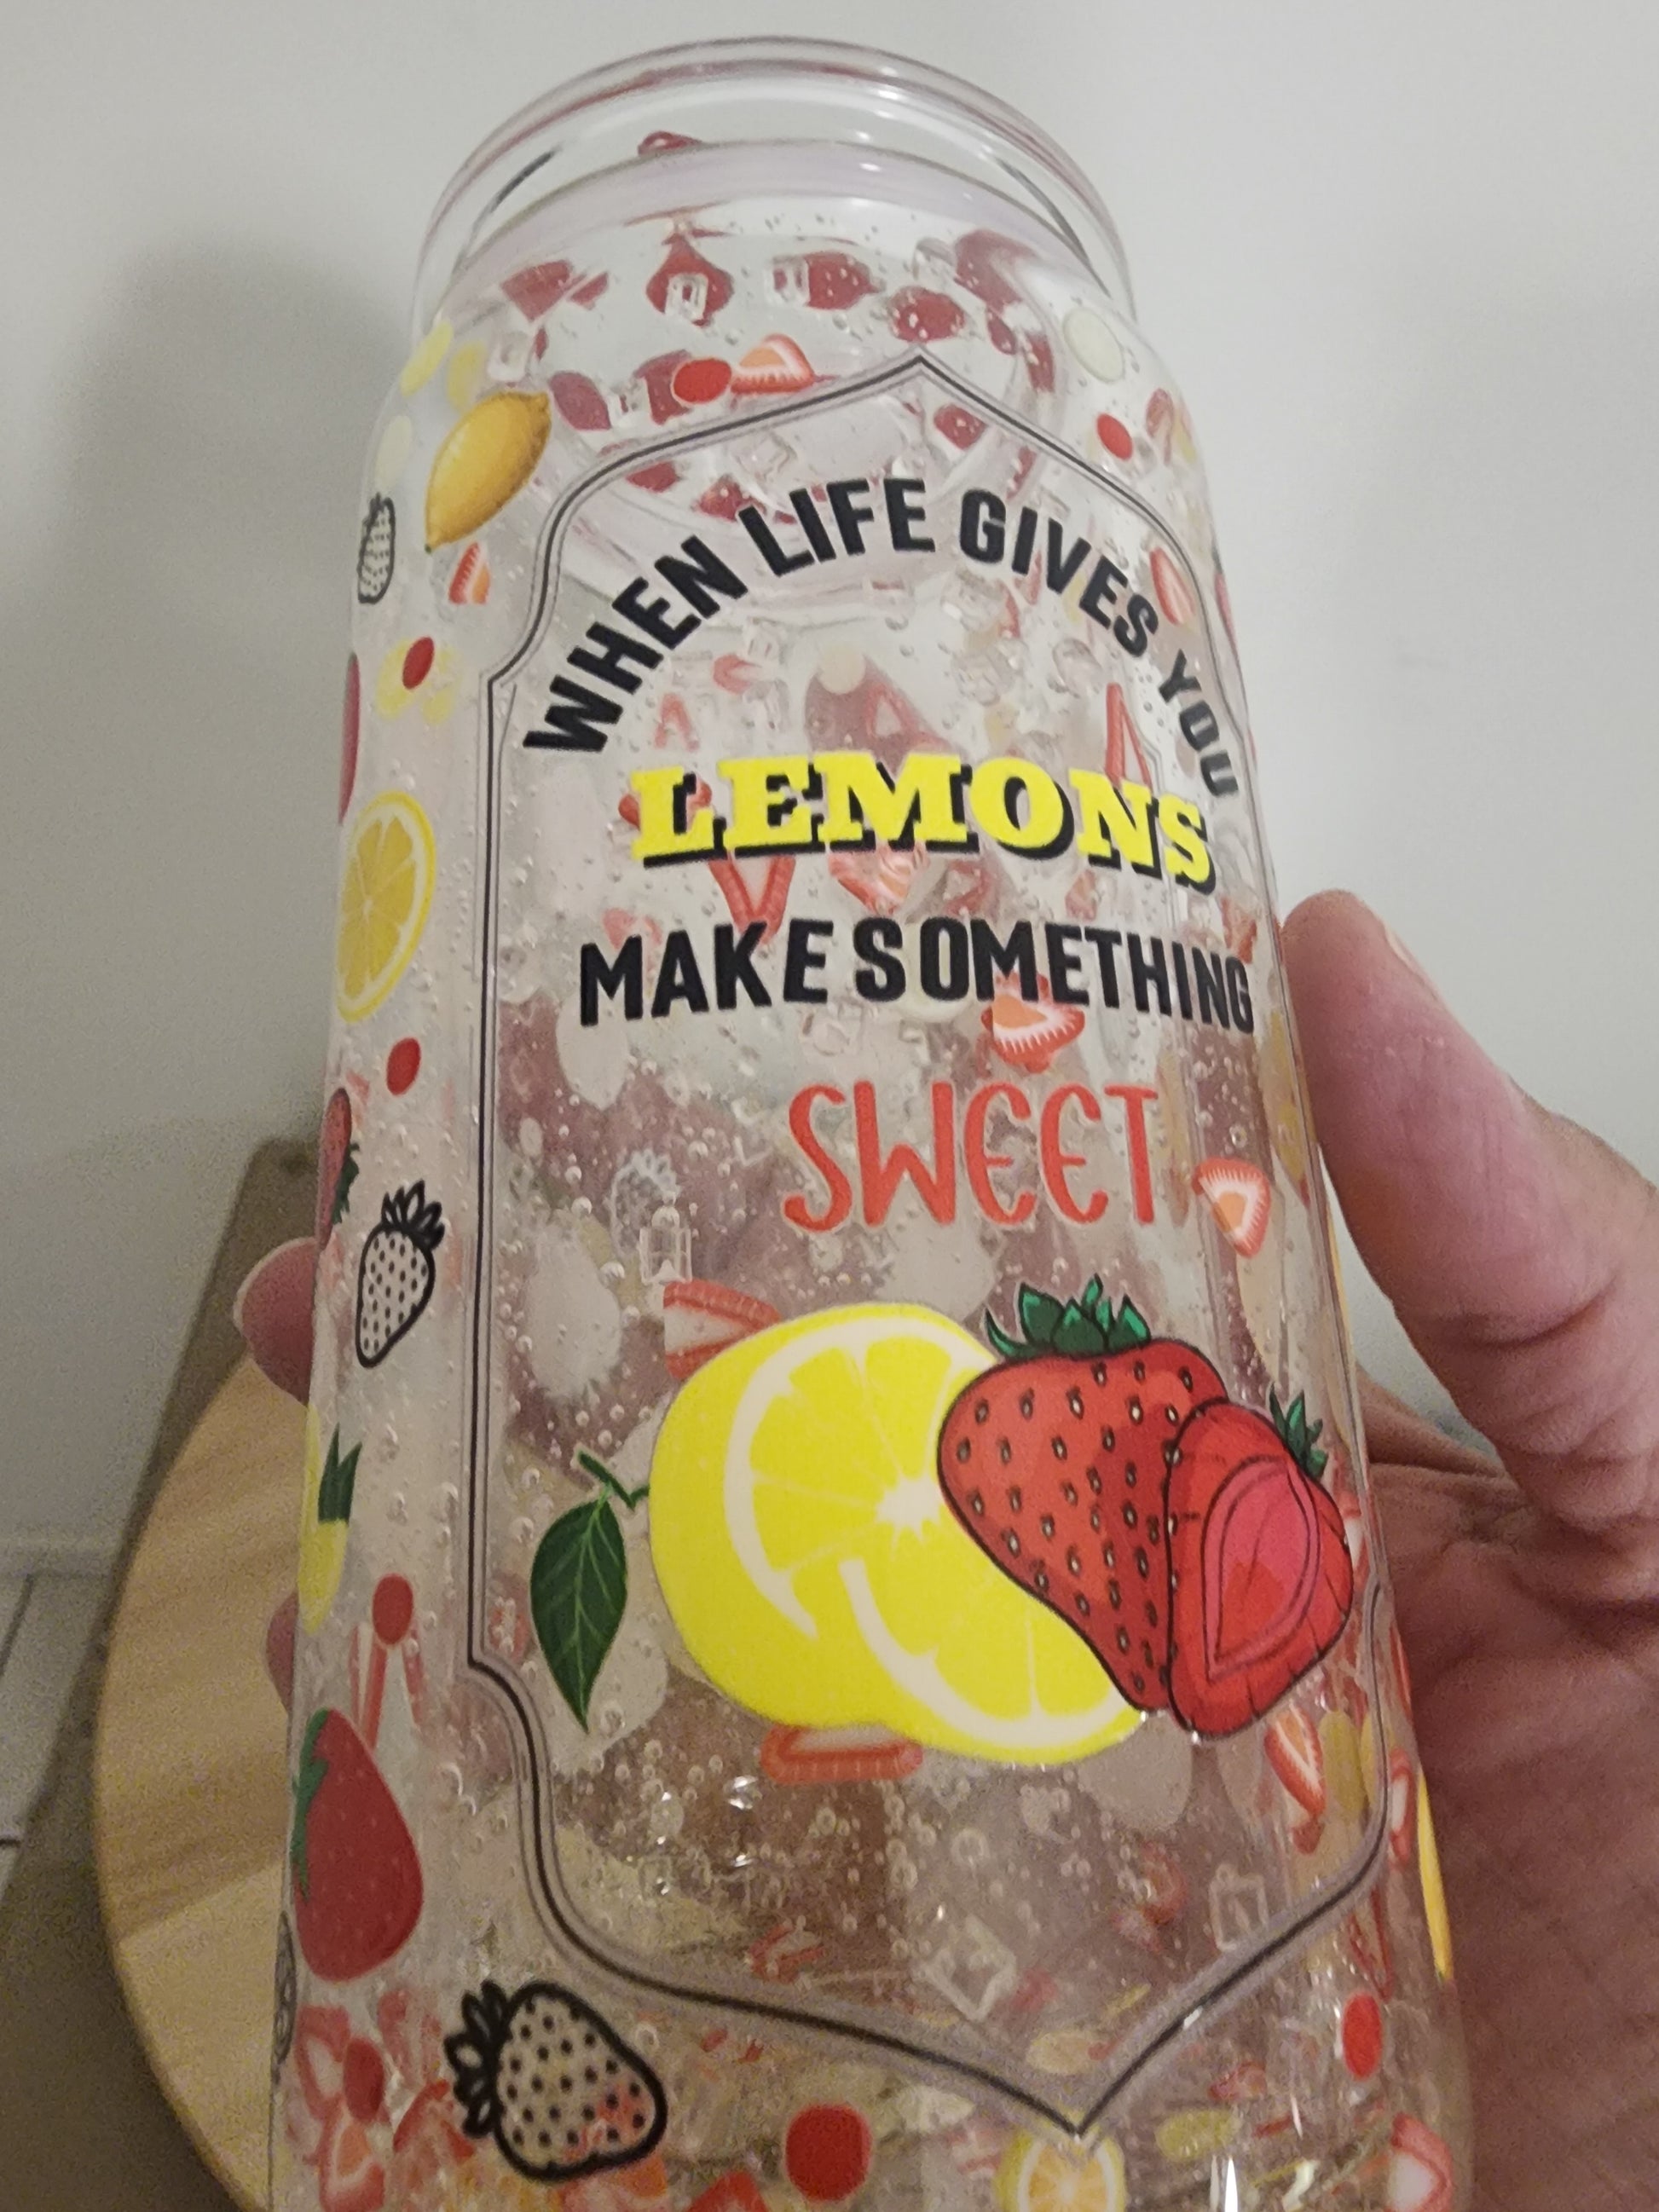 WHEN LIFE GIVES YOU
LEMONS
MAKE SOMETHING
SWEET